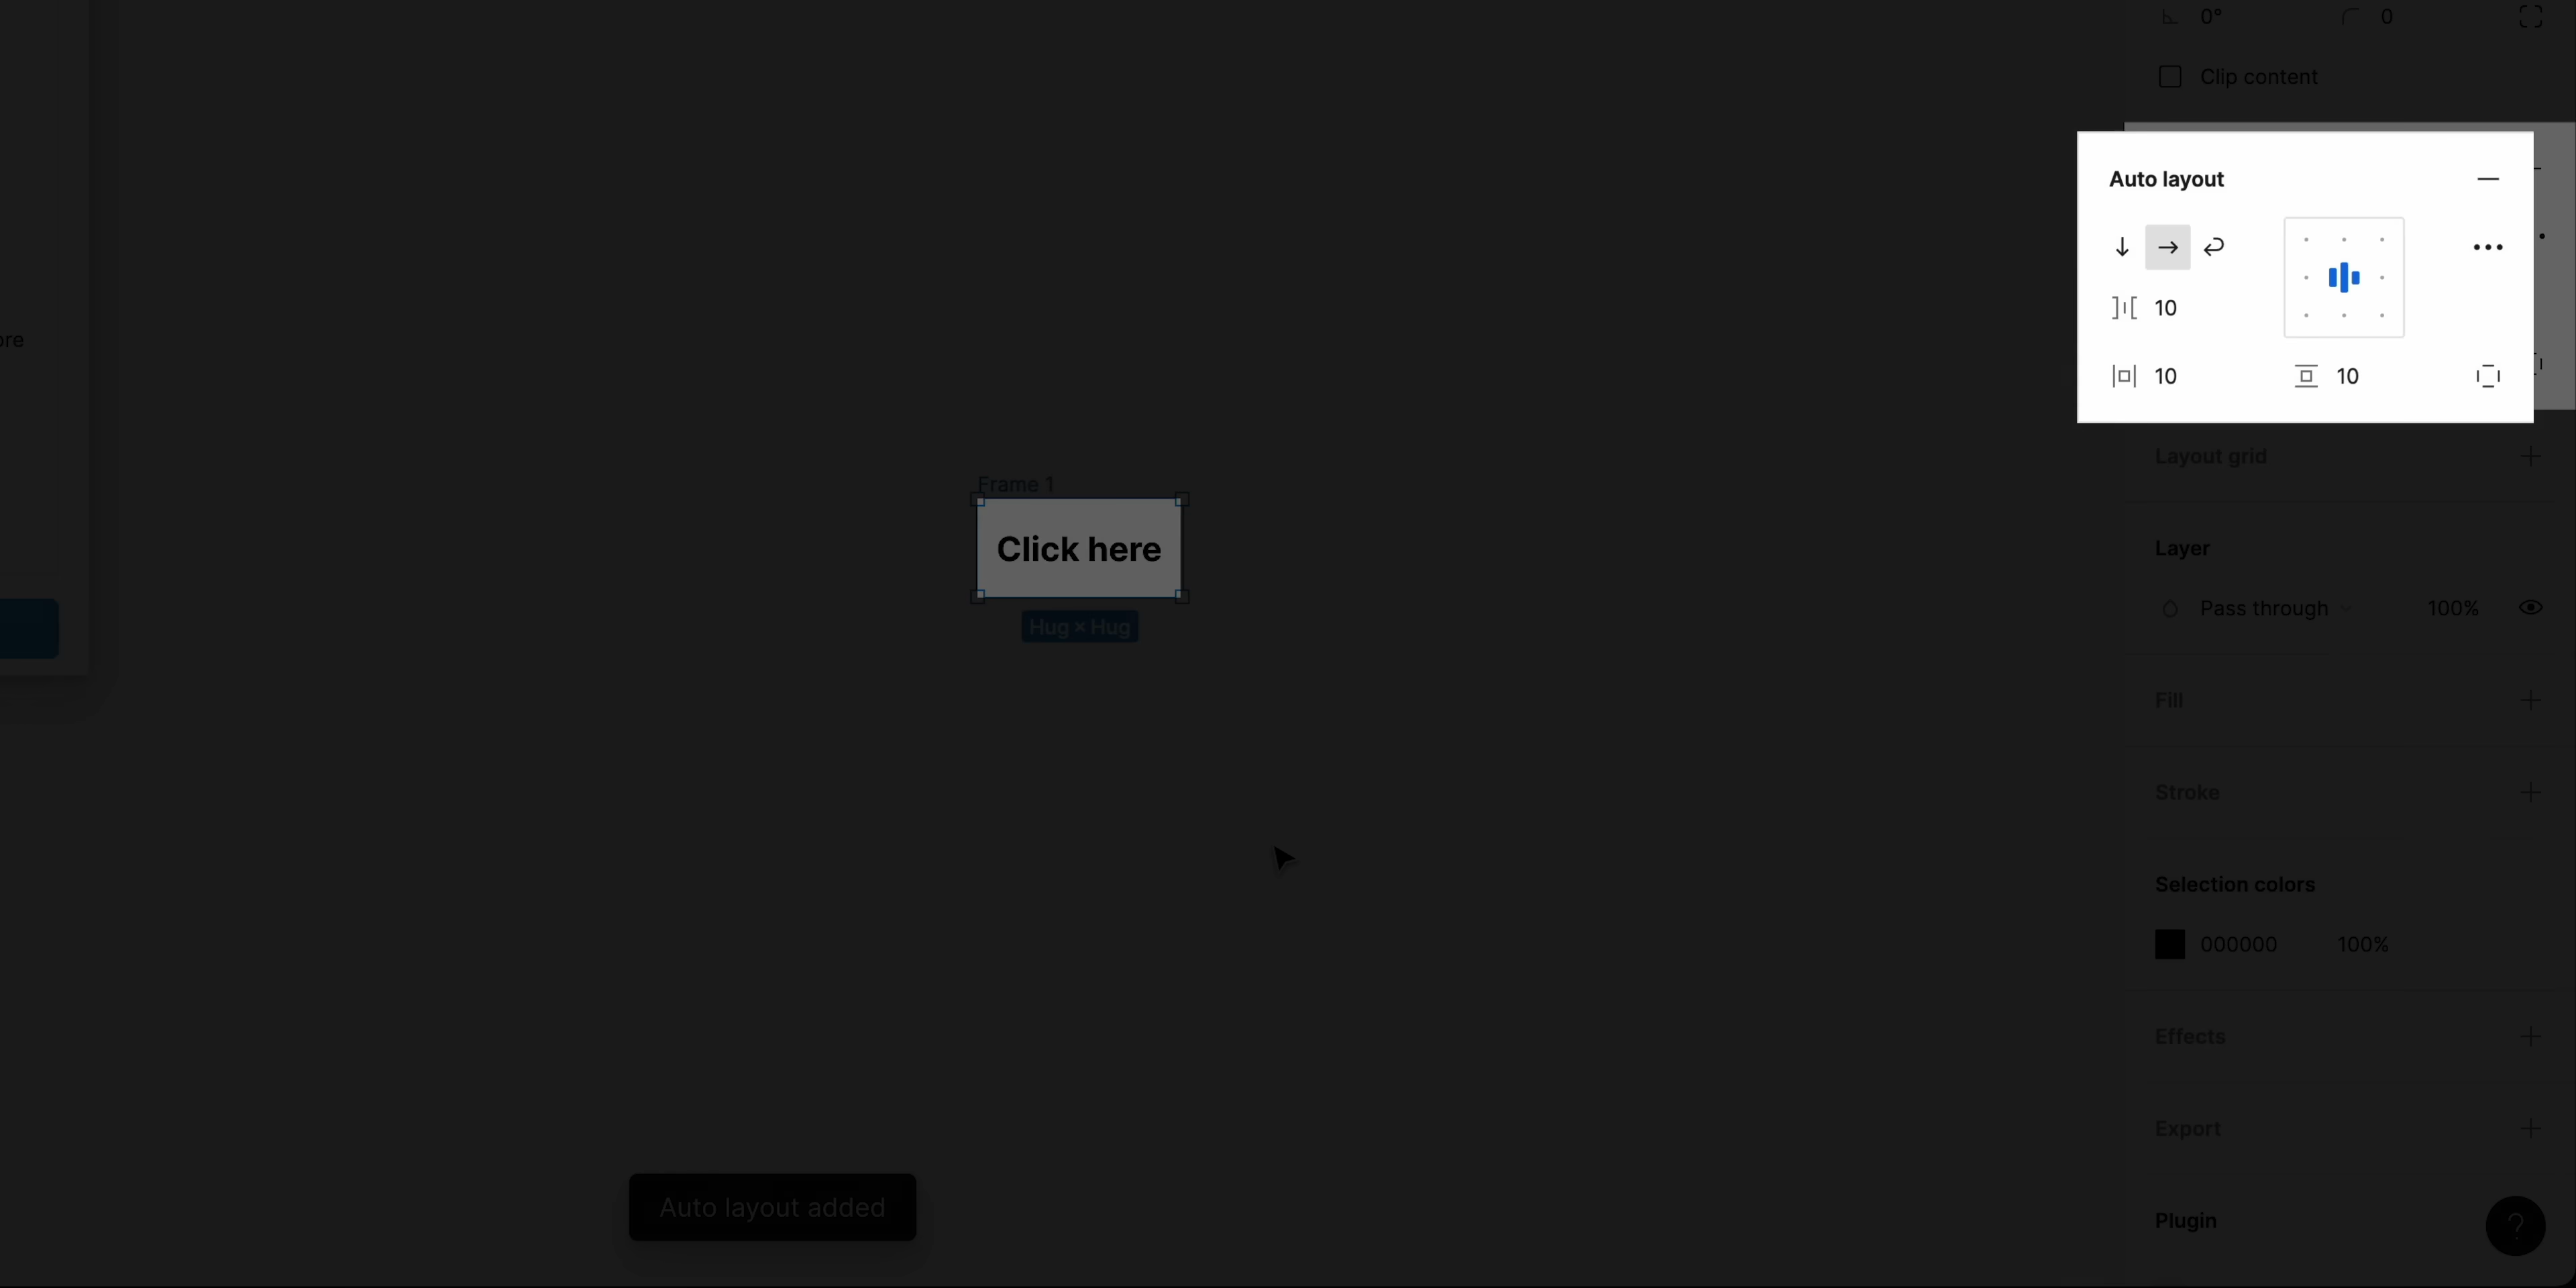 0° 0
Clip content
Auto layout
10
10 10
ore
Layout grid
Frame 1
Click here
Hug × Hug
Layer
Pass through 100%
Fill
Stroke
Selection colors
000000 100%
Effects
Export
Auto layout added
Plugin
?